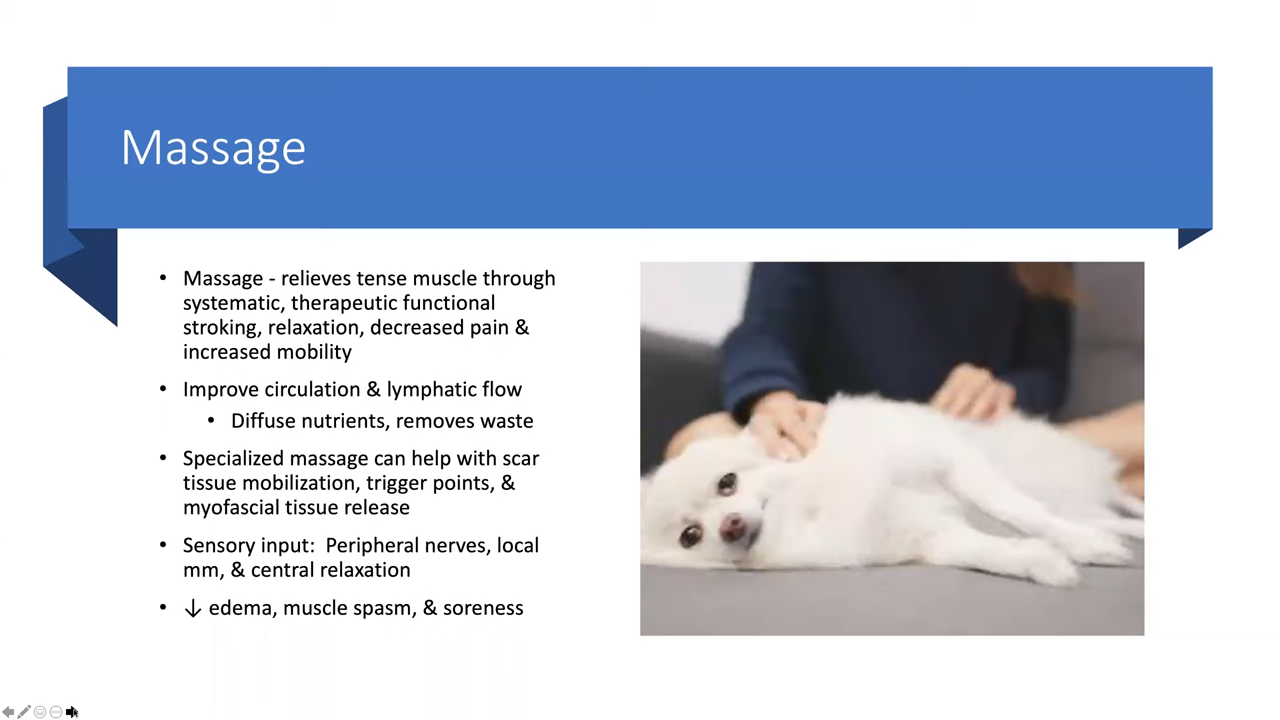 Massage
• Massage - relieves tense muscle through
systematic, therapeutic functional
stroking, relaxation, decreased pain &
increased mobility
• Improve circulation & lymphatic flow
• Diffuse nutrients, removes waste
• Specialized massage can help with scar
tissue mobilization, trigger points, &
myofascial tissue release
• Sensory input:  Peripheral nerves, local
mm, & central relaxation
• ↓ edema, muscle spasm, & soreness